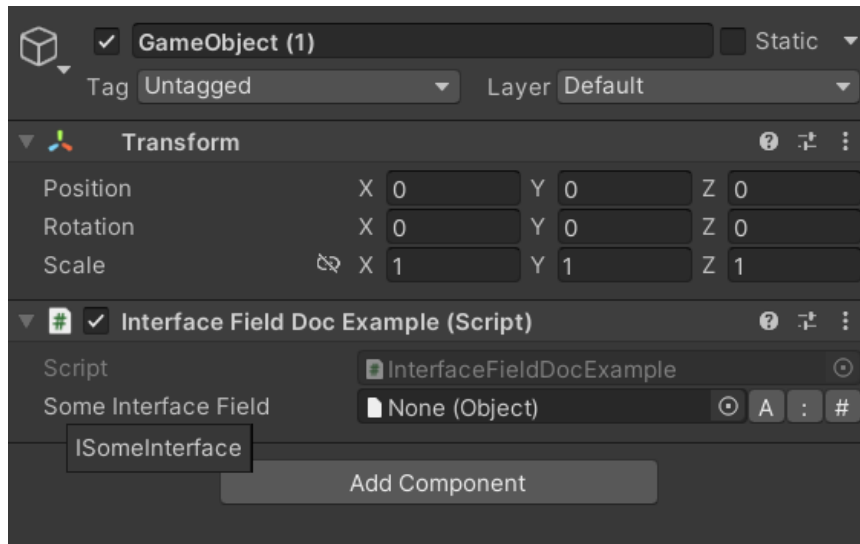 GameObject (1) Static
Tag Untagged Layer Default
Transform
Position X 0 Y 0 Z 0
Rotation X 0 Y 0 Z 0
Scale X 1 Y 1 Z 1
# Interface Field Doc Example (Script)
Script # InterfaceFieldDocExample
Some Interface Field None (Object) A : #
ISomeInterface
Add Component